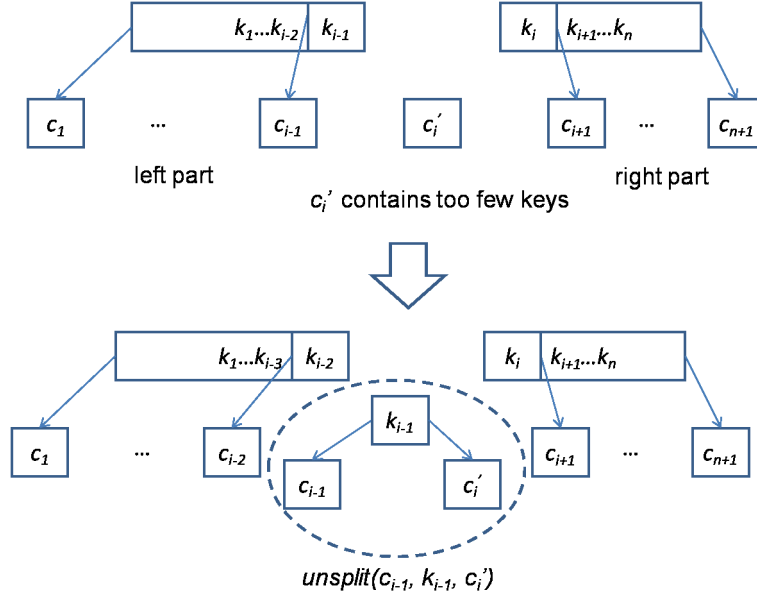 k₁...kᵢ₋₂ kᵢ₋₁ kᵢ kᵢ₊₁...kₙ
c₁ ... cᵢ₋₁ cᵢ′ cᵢ₊₁ ... cₙ₊₁
left part right part
cᵢ′ contains too few keys
k₁...kᵢ₋₃ kᵢ₋₂ kᵢ kᵢ₊₁...kₙ
kᵢ₋₁
c₁ ... cᵢ₋₂ cᵢ₊₁ ... cₙ₊₁
cᵢ₋₁ cᵢ′
unsplit(cᵢ₋₁, kᵢ₋₁, cᵢ′)